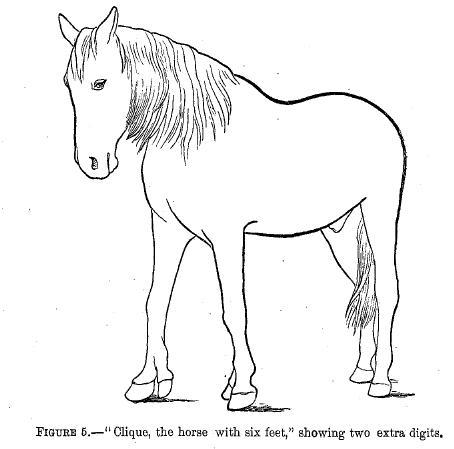 FIGURE 5.—"Clique, the horse with six feet," showing two extra digits.